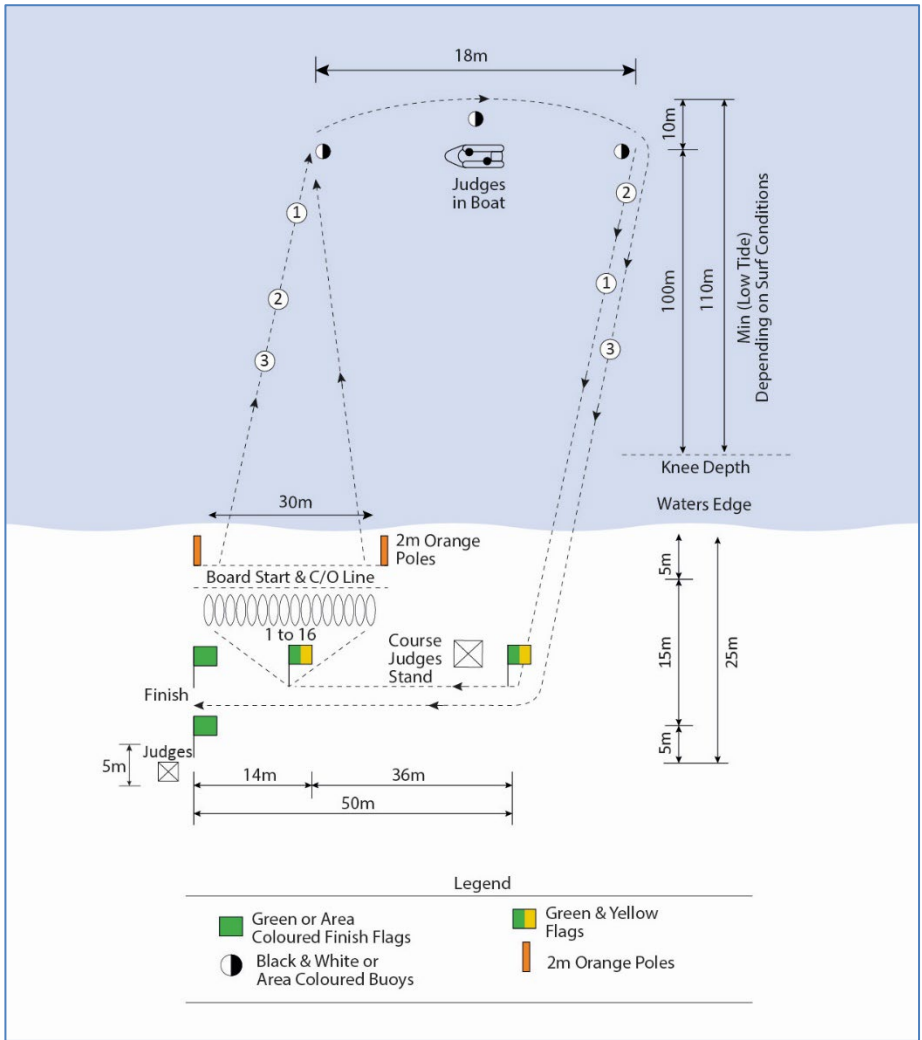 18m
10m
Judges
in Boat
1
2
2
1
3
3
100m
110m
Min (Low Tide)
Depending on Surf Conditions
Knee Depth
30m
Waters Edge
2m Orange
Poles
Board Start & C/O Line
5m
1 to 16
Course
Judges
Stand
15m
25m
Finish
Judges
5m
5m
14m
36m
50m
Legend
Green or Area
Coloured Finish Flags
Green & Yellow
Flags
Black & White or
Area Coloured Buoys
2m Orange Poles